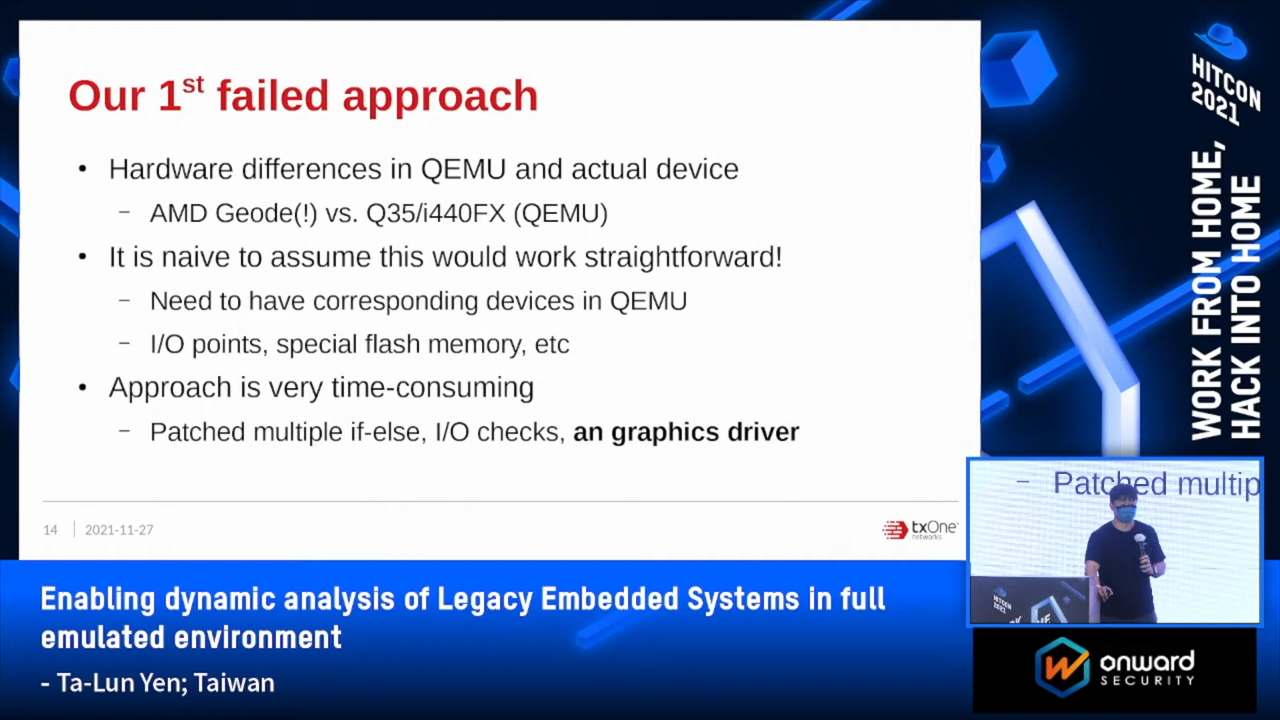 Our 1st failed approach
• Hardware differences in QEMU and actual device
– AMD Geode(!) vs. Q35/i440FX (QEMU)
• It is naive to assume this would work straightforward!
– Need to have corresponding devices in QEMU
– I/O points, special flash memory, etc
• Approach is very time-consuming
– Patched multiple if-else, I/O checks, an graphics driver
14 2021-11-27
txOne
networks
HITCON
2021
WORK FROM HOME,
HACK INTO HOME
– Patched multip
HITCON
2021
Enabling dynamic analysis of Legacy Embedded Systems in full
emulated environment
- Ta-Lun Yen; Taiwan
onward
SECURITY